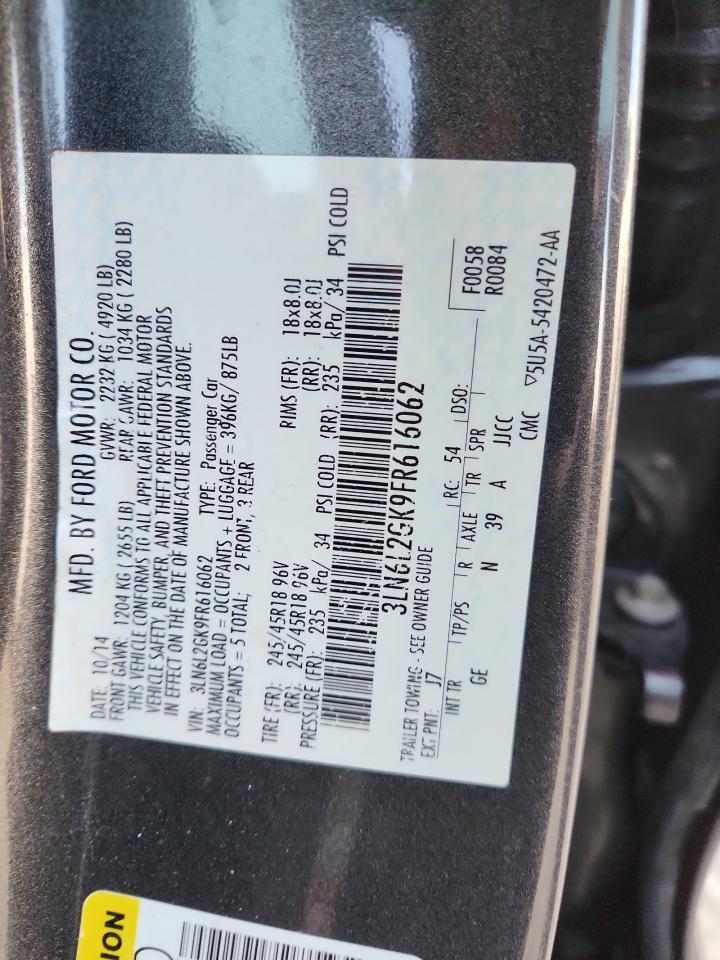 MFD. BY FORD MOTOR CO.
DATE: 10/14 GVWR: 2232 KG ( 4920 LB)
FRONT GAWR: 1204 KG (2655 LB) REAR GAWR: 1034 KG ( 2280 LB)
THIS VEHICLE CONFORMS TO ALL APPLICABLE FEDERAL MOTOR
VEHICLE SAFETY, BUMPER, AND THEFT PREVENTION STANDARDS
IN EFFECT ON THE DATE OF MANUFACTURE SHOWN ABOVE.
VIN: 3LN6L2GK9FR616062 TYPE: Passenger Car
MAXIMUM LOAD = OCCUPANTS + LUGGAGE = 396KG/ 875LB
OCCUPANTS = 5 TOTAL; 2 FRONT, 3 REAR
TIRE (FR): 245/45R18 96V RIMS (FR): 18x8.0J
(RR): 245/45R18 96V (RR): 18x8.0J
PRESSURE (FR): 235 kPa/ 34 PSI COLD (RR): 235 kPa/ 34 PSI COLD
3LN6L2GK9FR616062
TRAILER TOWING - SEE OWNER GUIDE
EXT PNT: J7 RC: 54 DSO: F0058
R0084
INT TR TP/PS R AXLE TR SPR
GE N 39 A JJCC
CMC ▽5U5A-5420472-AA
ION